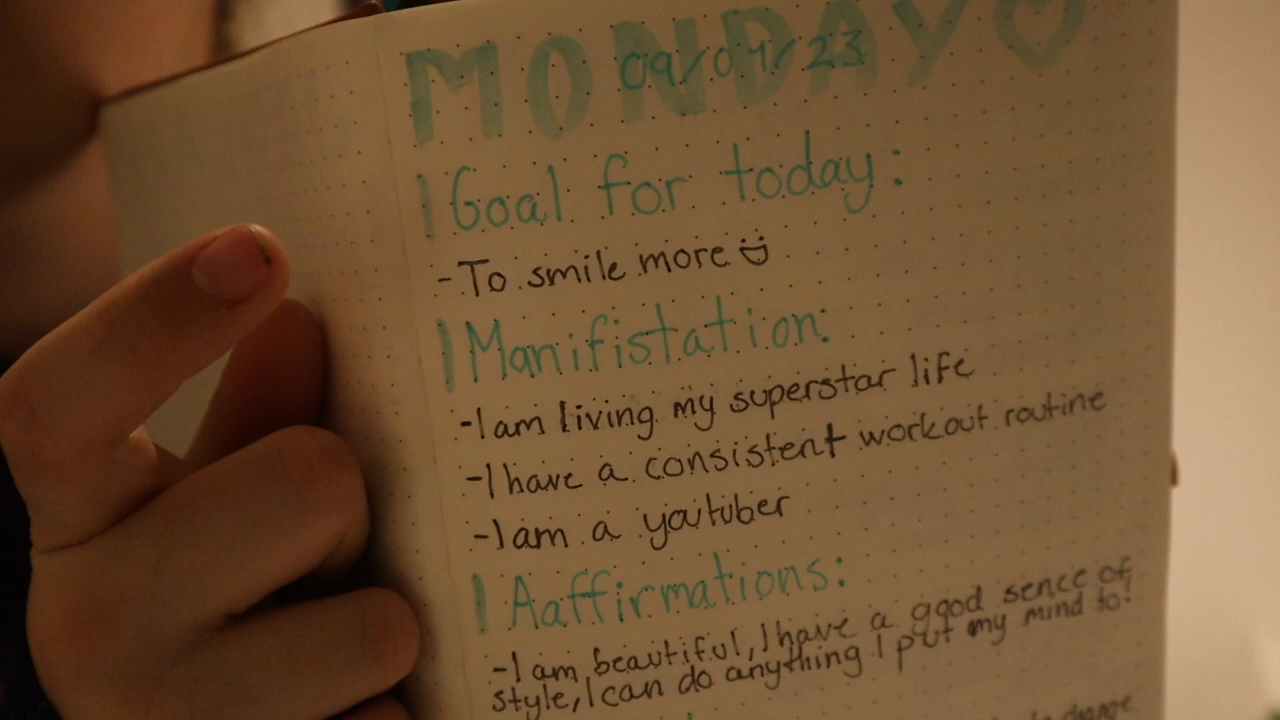 MONDAY♡
09/01/23
Goal for today:
-To smile more
Manifistation:
-I am living my superstar life
-I have a consistent workout routine
-I am a youtuber
Aaffirmations:
-I am beautiful, I have a good sence of
style, I can do anything I put my mind to!
change